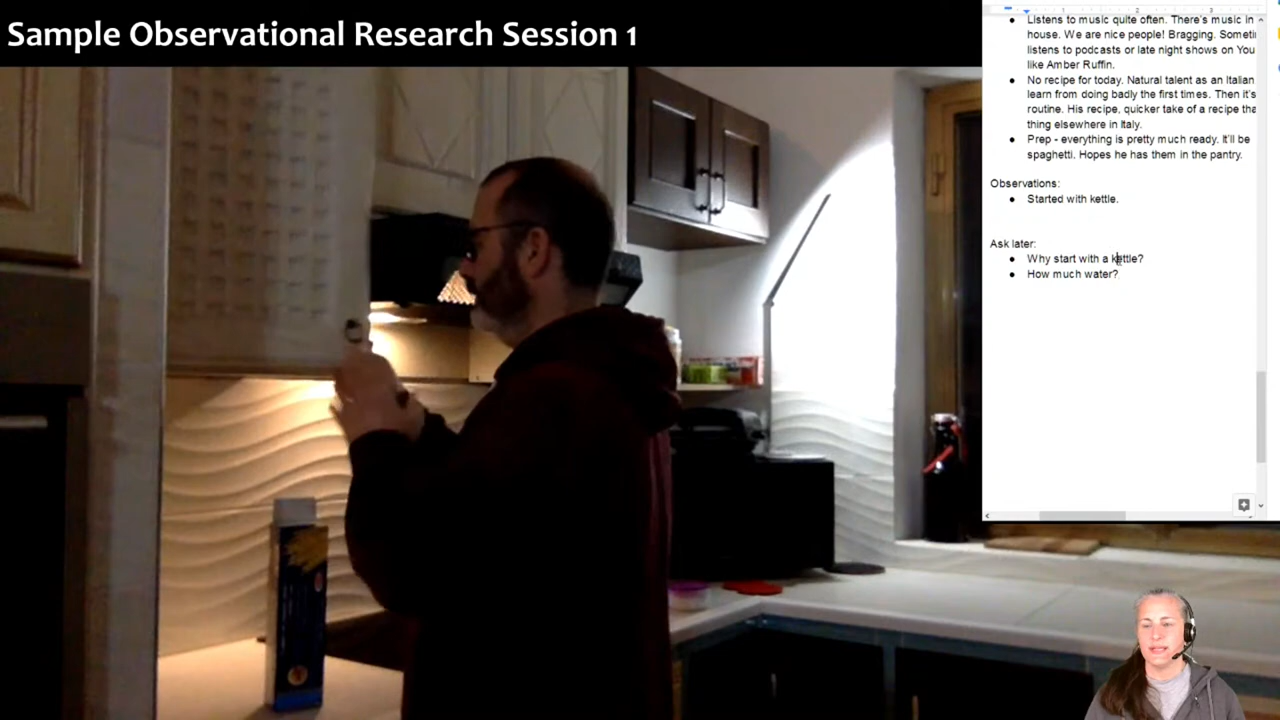 Sample Observational Research Session 1
1 2 3
Listens to music quite often. There's music in
house. We are nice people! Bragging. Someti
listens to podcasts or late night shows on You
like Amber Ruffin.
No recipe for today. Natural talent as an Italian
learn from doing badly the first times. Then it's
routine. His recipe, quicker take of a recipe tha
thing elsewhere in Italy.
Prep - everything is pretty much ready. It'll be
spaghetti. Hopes he has them in the pantry.
Observations:
Started with kettle.
Ask later:
Why start with a kettle?
How much water?